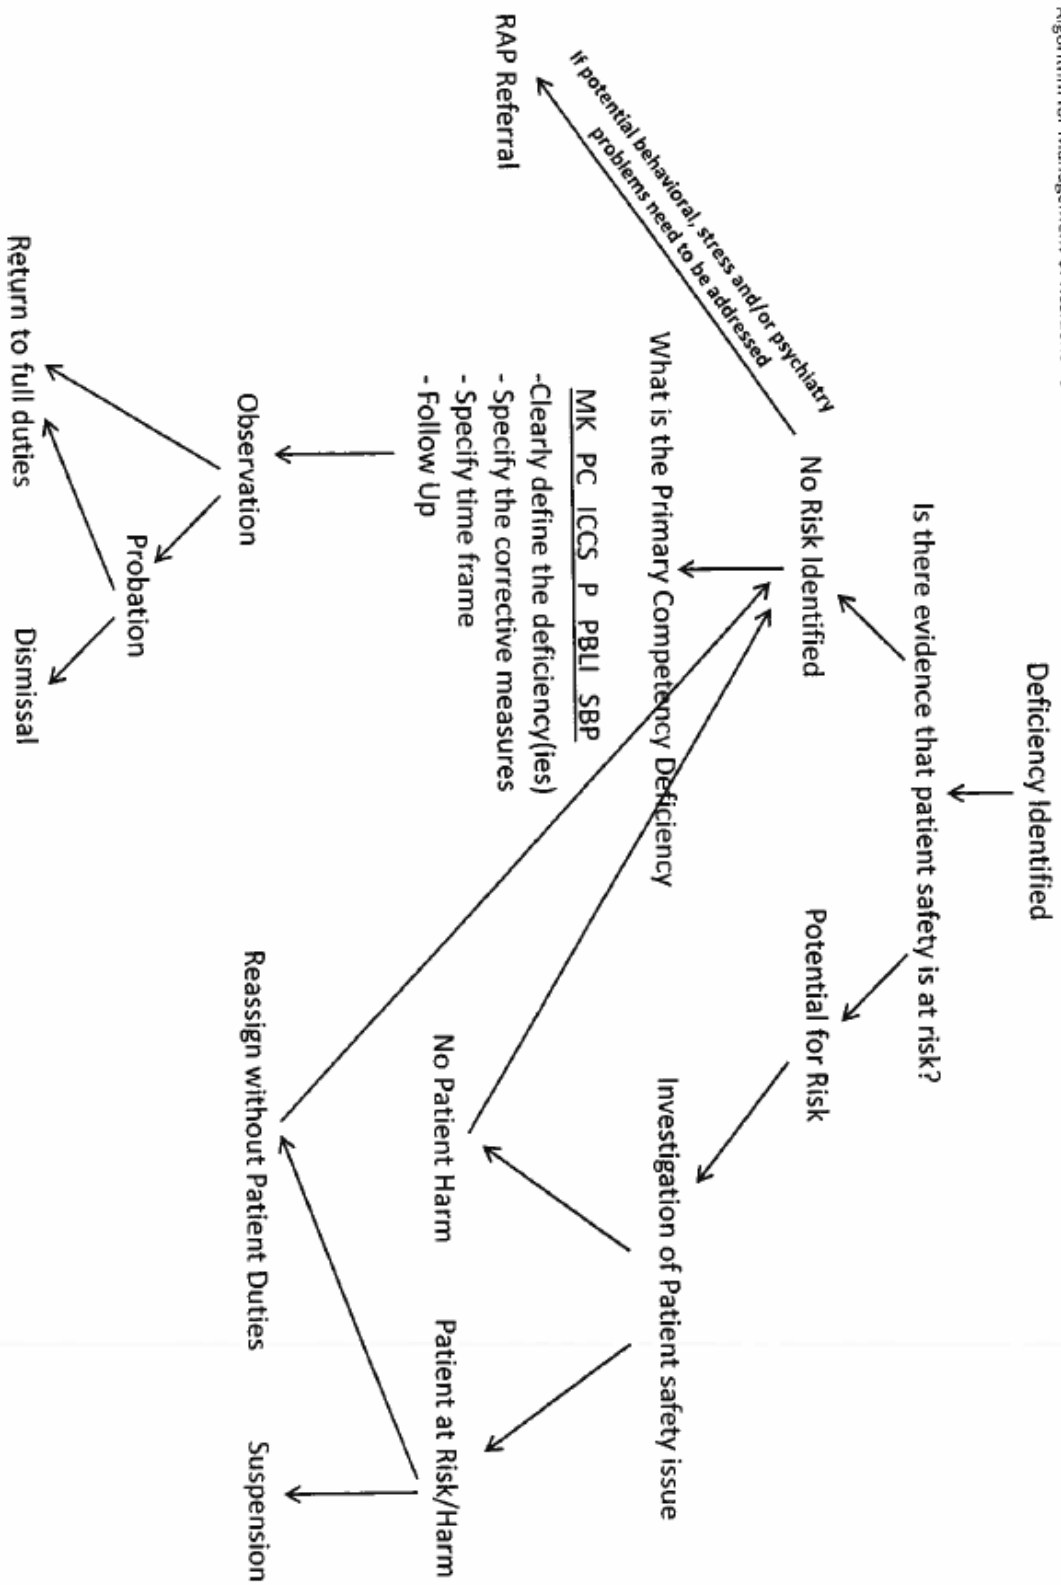 Algorithm for Management of
Deficiency Identified
Is there evidence that patient safety is at risk?
No Risk Identified
Potential for Risk
If potential behavioral, stress and/or psychiatry
problems need to be addressed
What is the Primary Competency Deficiency
Investigation of Patient safety issue
MK PC ICCS P PBLI SBP
-Clearly define the deficiency(ies)
- Specify the corrective measures
- Specify time frame
- Follow Up
RAP Referral
No Patient Harm
Patient at Risk/Harm
Observation
Reassign without Patient Duties
Suspension
Probation
Return to full duties
Dismissal